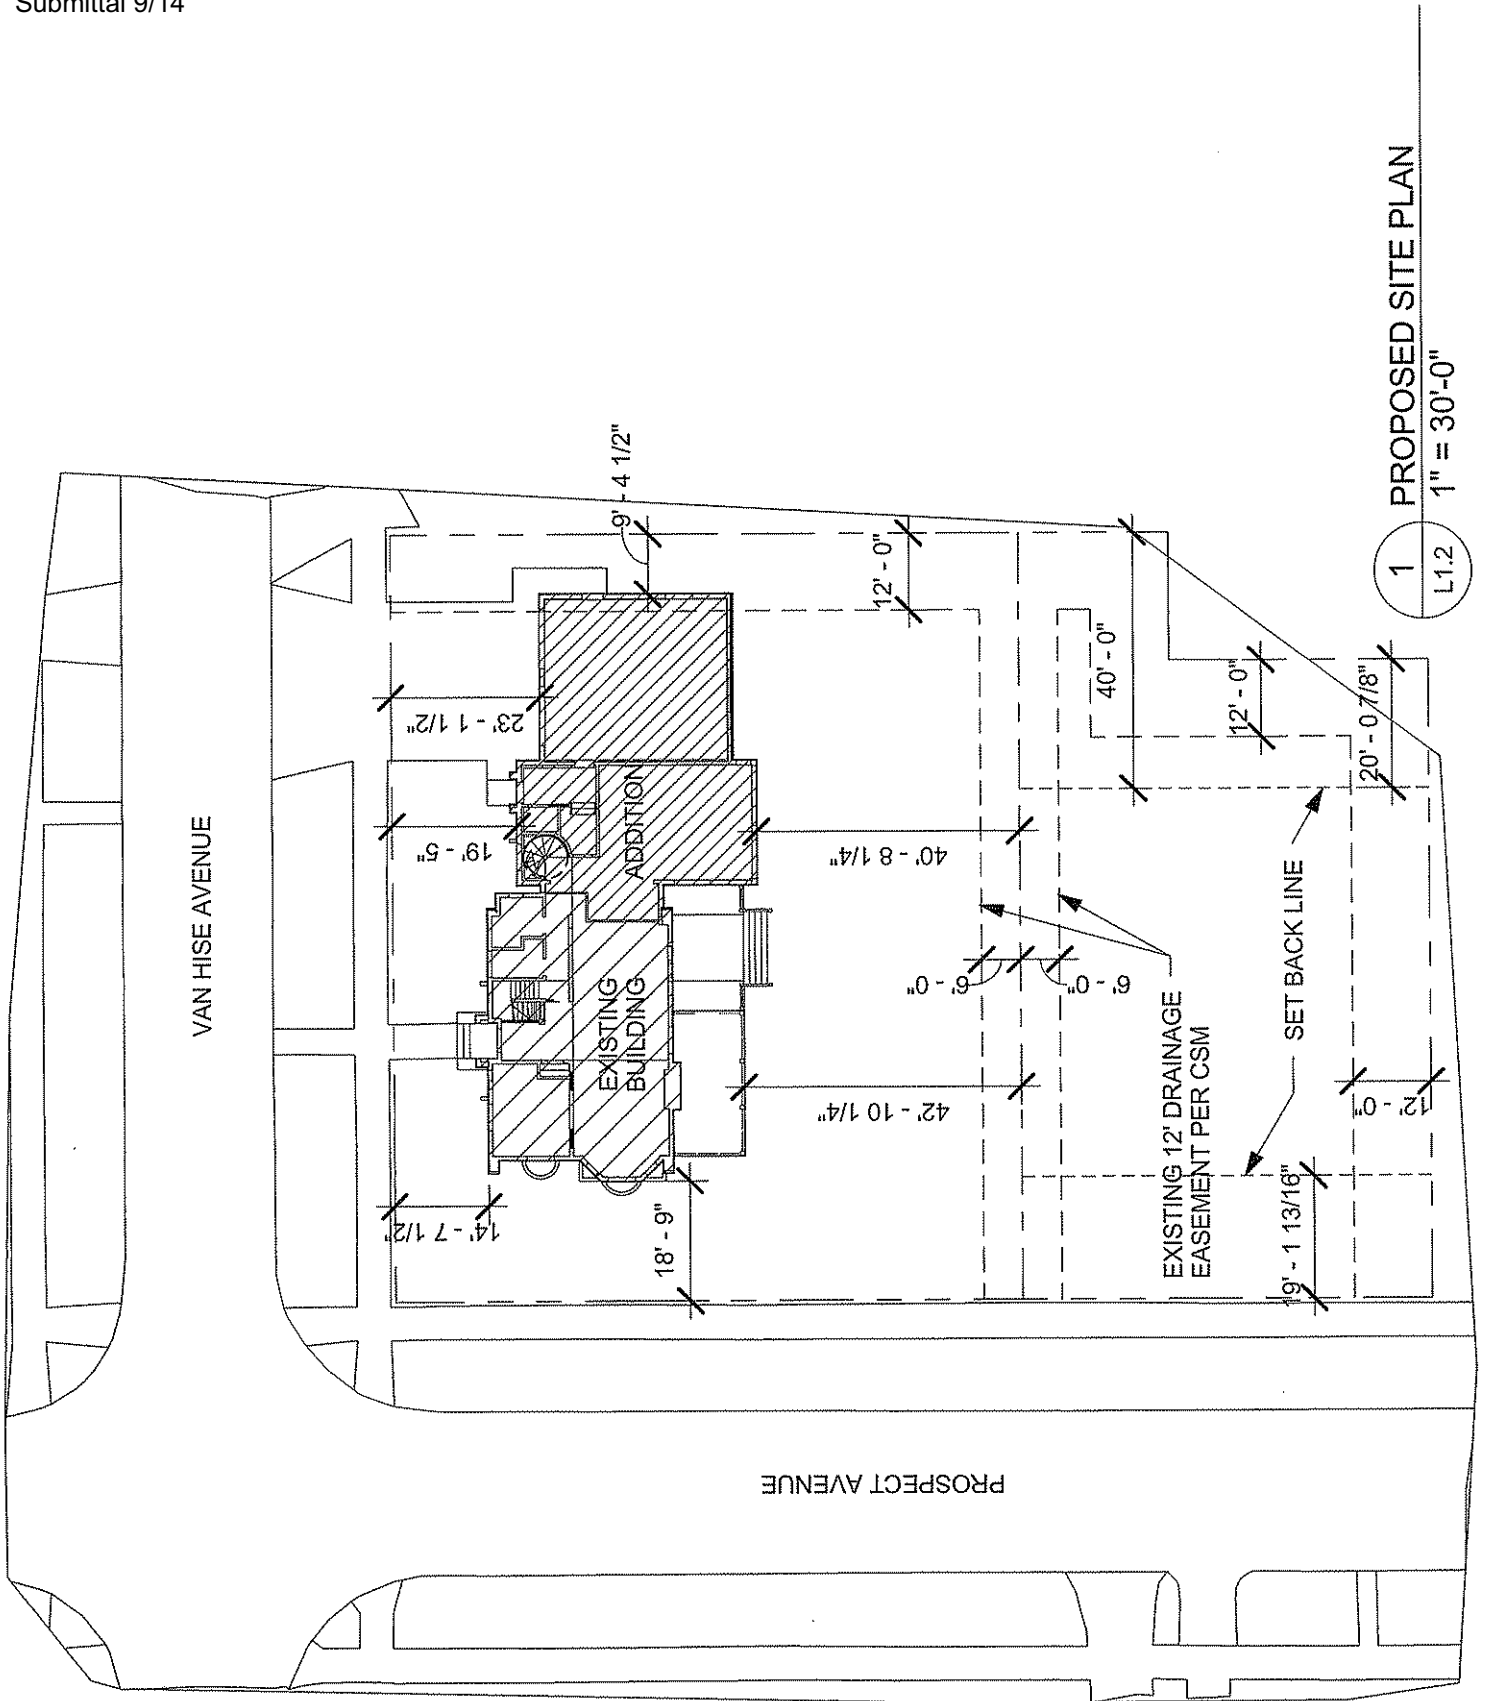 Submittal 9/14
VAN HISE AVENUE
9' - 4 1/2"
23' - 1 1/2"
19' - 5"
14' - 7 1/2"
18' - 9"
ADDITION
EXISTING
BUILDING
12' - 0"
40' - 0"
12' - 0"
20' - 0 7/8"
40' - 8 1/4"
42' - 10 1/4"
6' - 0"
6' - 0"
EXISTING 12' DRAINAGE
EASEMENT PER CSM
SET BACK LINE
12' - 0"
19' - 1 13/16"
PROSPECT AVENUE
1
L1.2
PROPOSED SITE PLAN
1" = 30'-0"